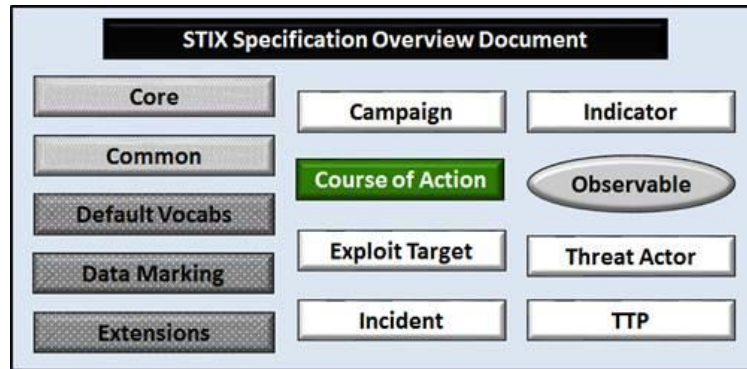 STIX Specification Overview Document
Core
Common
Default Vocabs
Data Marking
Extensions
Campaign
Course of Action
Exploit Target
Incident
Indicator
Observable
Threat Actor
TTP